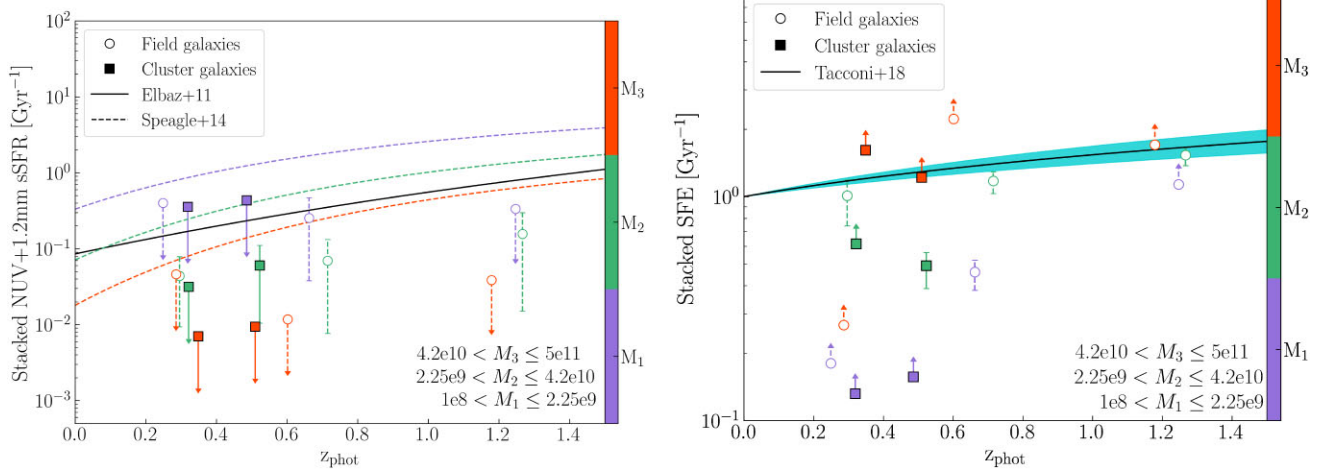 Stacked NUV+1.2mm sSFR [Gyr⁻¹]
10²
10¹
10⁰
10⁻¹
10⁻²
10⁻³
Field galaxies
Cluster galaxies
Elbaz+11
Speagle+14
4.2e10 < M₃ ≤ 5e11
2.25e9 < M₂ ≤ 4.2e10
1e8 < M₁ ≤ 2.25e9
0.0 0.2 0.4 0.6 0.8 1.0 1.2 1.4
z_phot
M₃
M₂
M₁
Stacked SFE [Gyr⁻¹]
10⁰
10⁻¹
Field galaxies
Cluster galaxies
Tacconi+18
4.2e10 < M₃ ≤ 5e11
2.25e9 < M₂ ≤ 4.2e10
1e8 < M₁ ≤ 2.25e9
0.0 0.2 0.4 0.6 0.8 1.0 1.2 1.4
z_phot
M₃
M₂
M₁